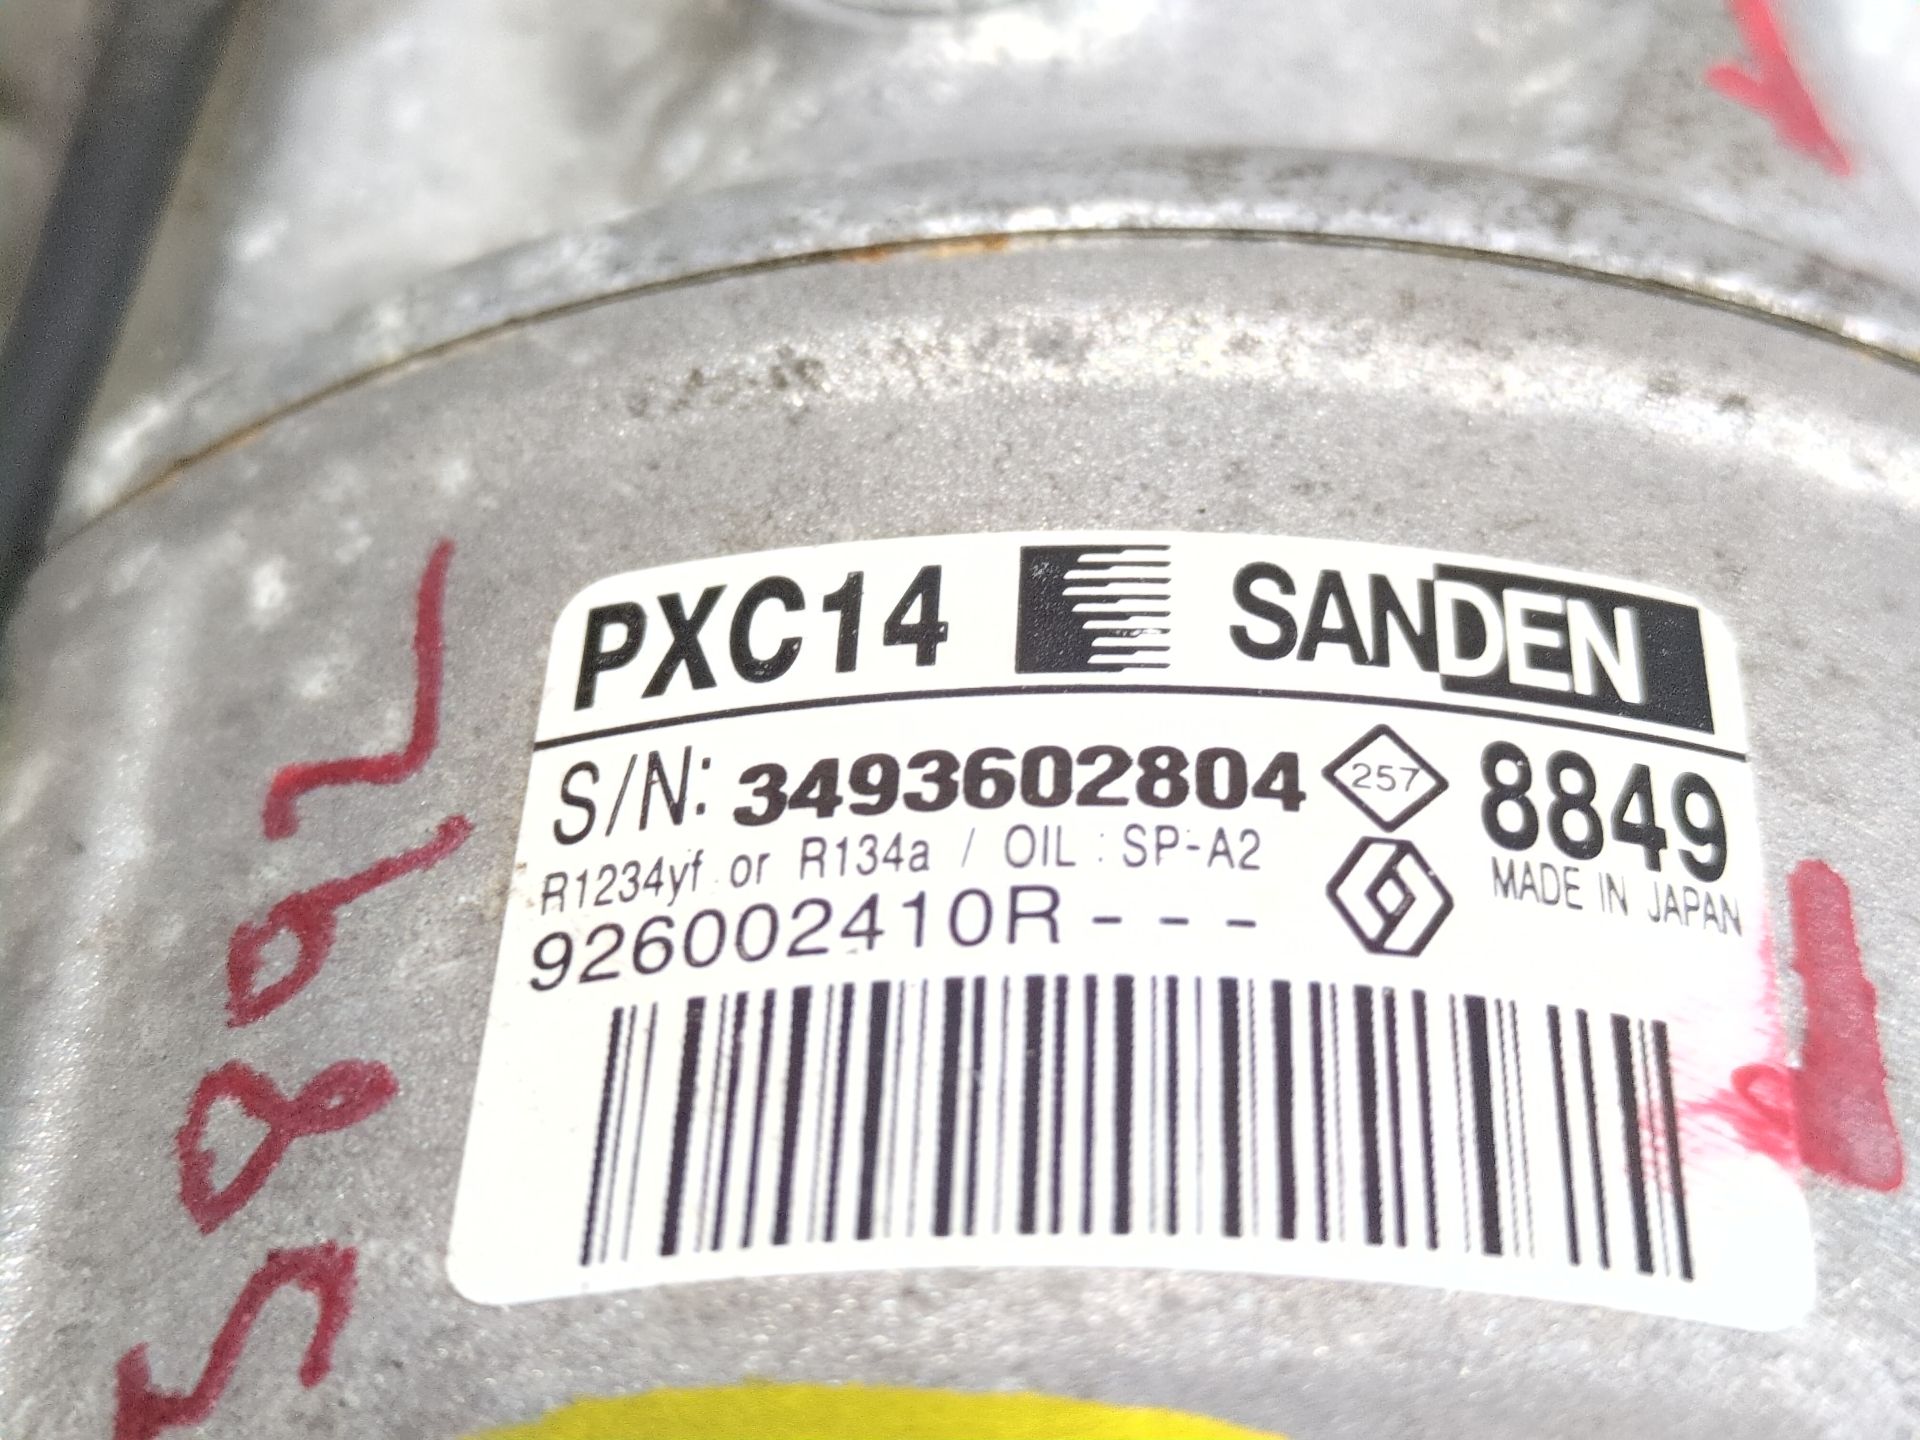 PXC14 SANDEN
S/N: 3493602804 257 8849
R1234yf or R134a / OIL : SP-A2 MADE IN JAPAN
926002410R - - -